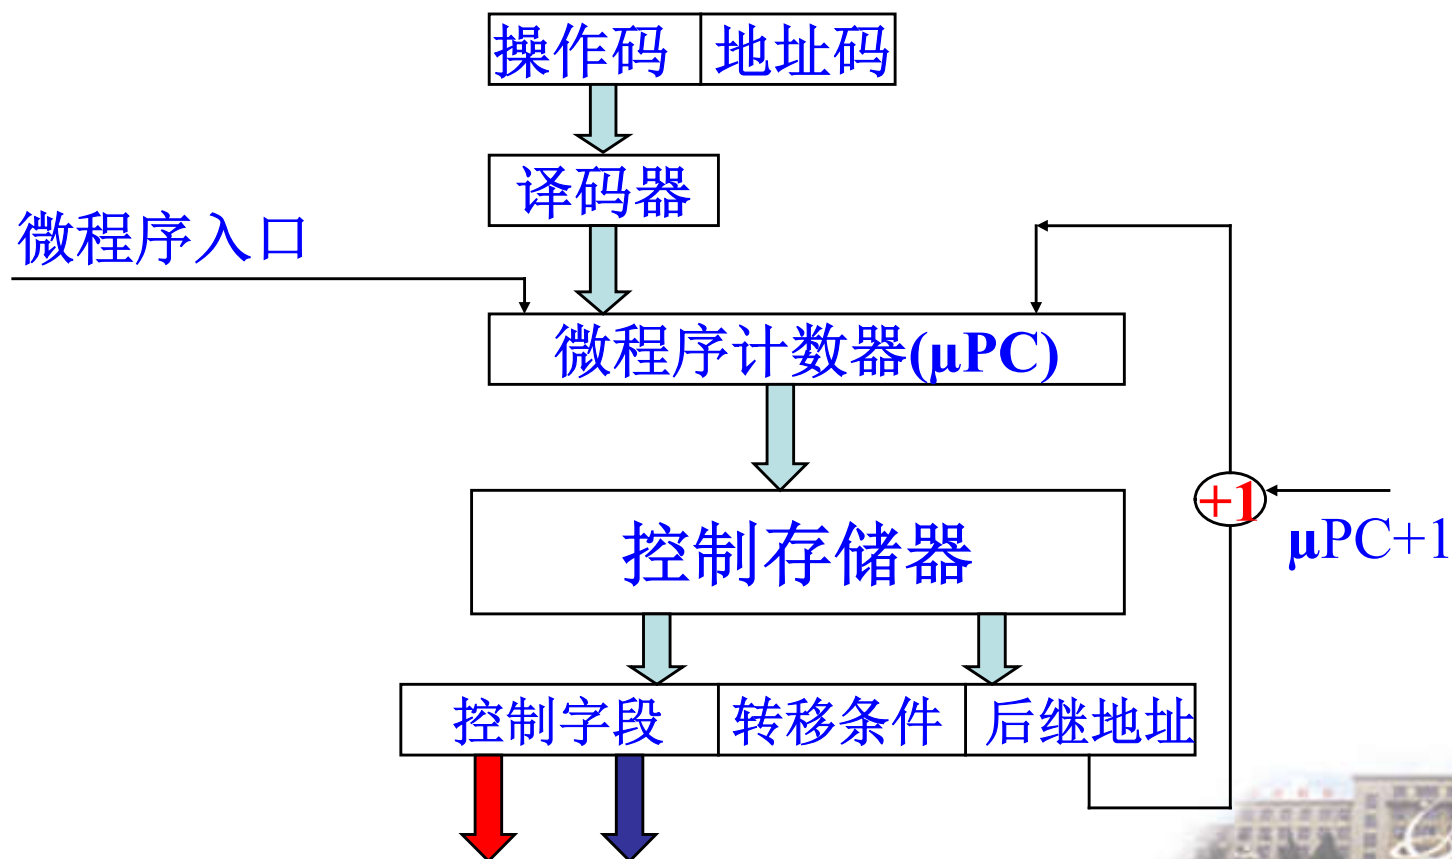 操作码 地址码
译码器
微程序入口
微程序计数器(μPC)
+1
μPC+1
控制存储器
控制字段 转移条件 后继地址